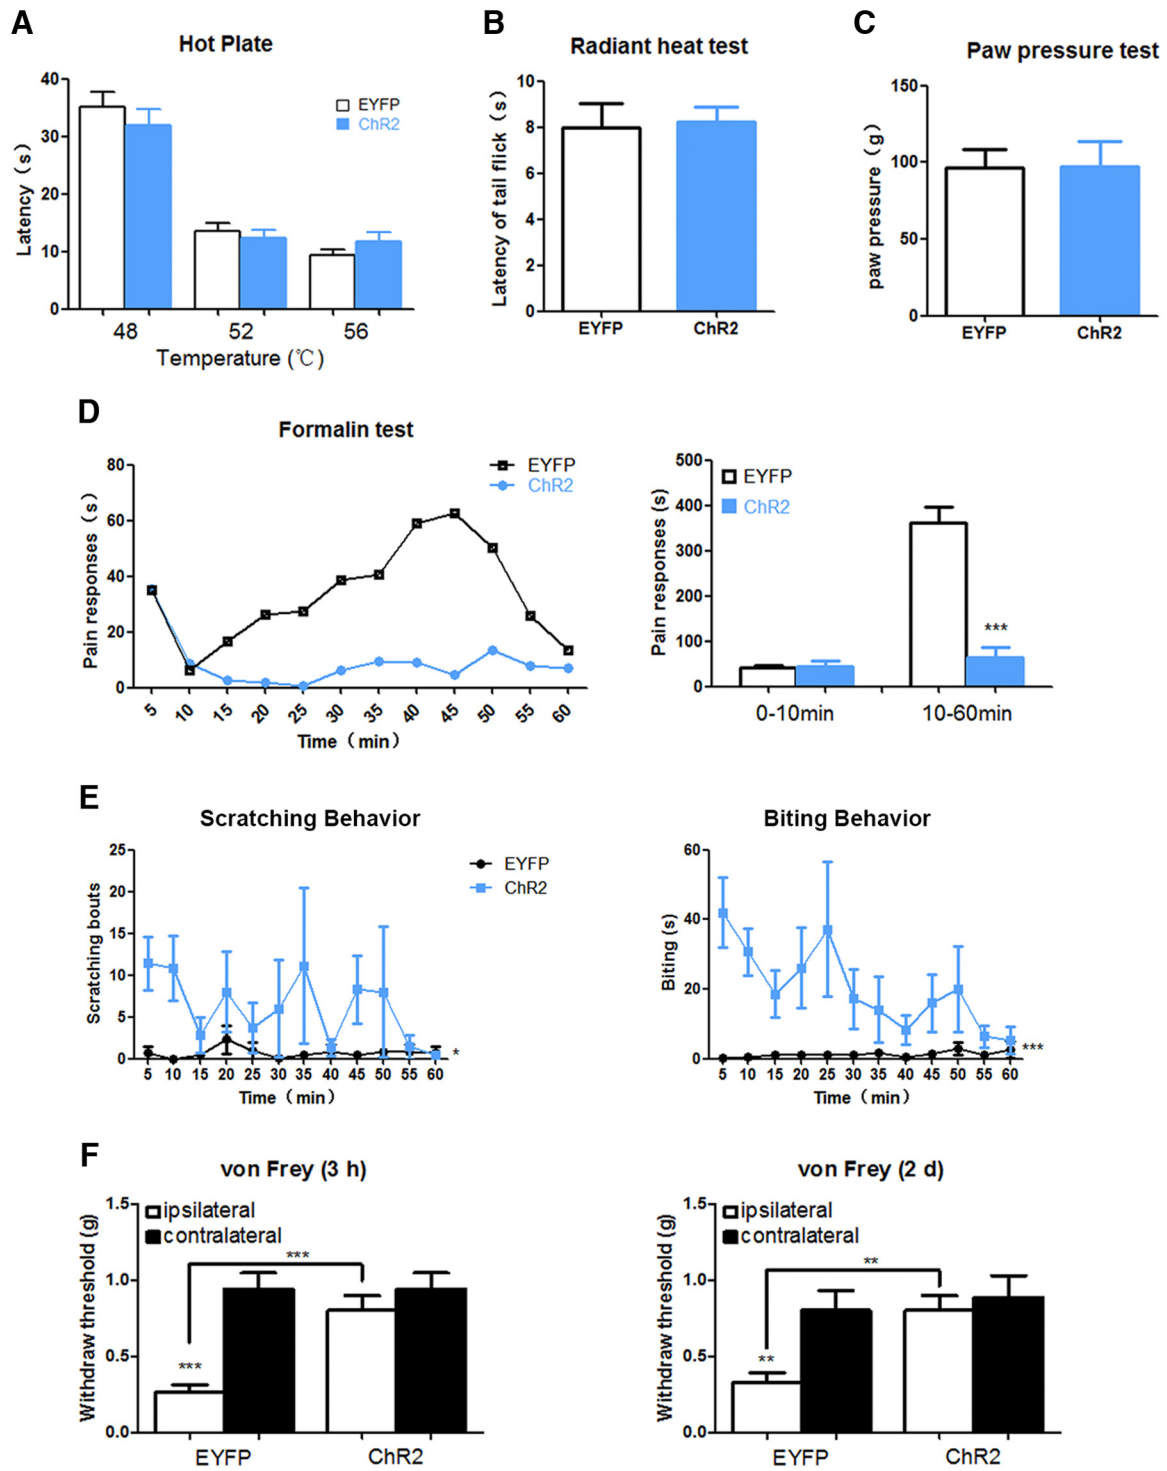 A
Hot Plate
Latency (s)
40
30
20
10
0
EYFP
ChR2
48
52
56
Temperature (℃)
B
Radiant heat test
Latency of tail flick (s)
10
8
6
4
2
0
EYFP
ChR2
C
Paw pressure test
paw pressure (g)
150
100
50
0
EYFP
ChR2
D
Formalin test
Pain responses (s)
80
60
40
20
0
EYFP
ChR2
5 10 15 20 25 30 35 40 45 50 55 60
Time (min)
Pain responses (s)
500
400
300
200
100
0
EYFP
ChR2
***
0-10min
10-60min
E
Scratching Behavior
Scratching bouts
25
20
15
10
5
0
EYFP
ChR2
*
5 10 15 20 25 30 35 40 45 50 55 60
Time (min)
Biting Behavior
Biting (s)
60
40
20
0
***
5 10 15 20 25 30 35 40 45 50 55 60
Time (min)
F
von Frey (3 h)
Withdraw threshold (g)
1.5
1.0
0.5
0.0
ipsilateral
contralateral
***
***
EYFP
ChR2
von Frey (2 d)
Withdraw threshold (g)
1.5
1.0
0.5
0.0
ipsilateral
contralateral
**
**
EYFP
ChR2